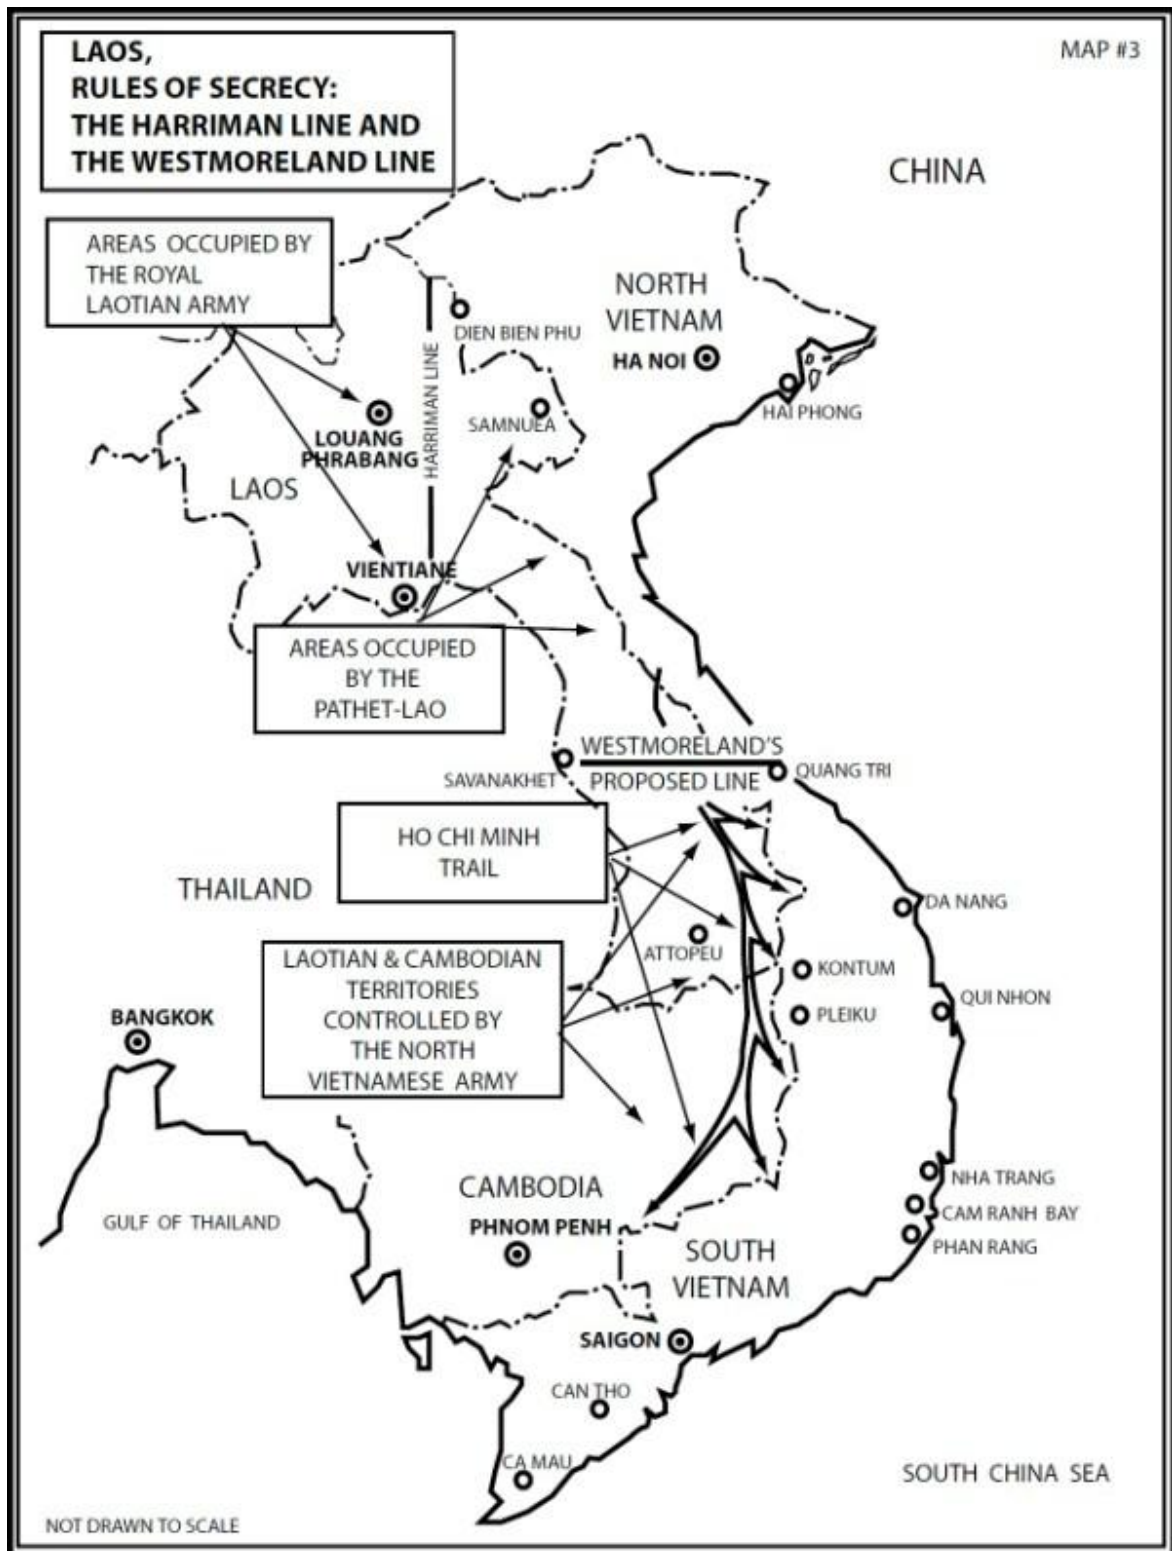 LAOS,
RULES OF SECRECY:
THE HARRIMAN LINE AND
THE WESTMORELAND LINE
MAP #3
CHINA
AREAS OCCUPIED BY
THE ROYAL
LAOTIAN ARMY
NORTH
VIETNAM
DIEN BIEN PHU
HA NOI
HAI PHONG
HARRIMAN LINE
SAMNUEA
LOUANG
PHRABANG
LAOS
VIENTIANE
AREAS OCCUPIED
BY THE
PATHET-LAO
WESTMORELAND'S
PROPOSED LINE
SAVANAKHET
QUANG TRI
HO CHI MINH
TRAIL
THAILAND
DA NANG
ATTOPEU
LAOTIAN & CAMBODIAN
TERRITORIES
CONTROLLED BY
THE NORTH
VIETNAMESE ARMY
KONTUM
QUI NHON
PLEIKU
BANGKOK
NHA TRANG
CAMBODIA
CAM RANH BAY
GULF OF THAILAND
PHNOM PENH
PHAN RANG
SOUTH
VIETNAM
SAIGON
CAN THO
CA MAU
SOUTH CHINA SEA
NOT DRAWN TO SCALE